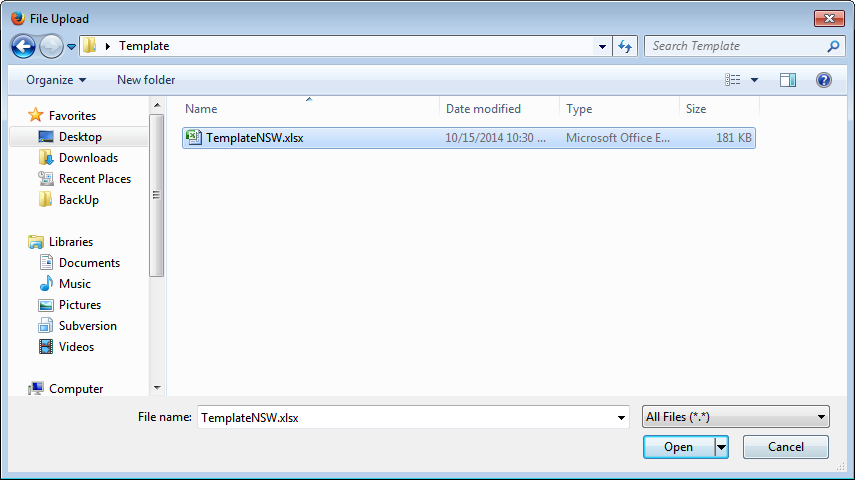 File Upload
Template
Search Template
Organize New folder
Name Date modified Type Size
TemplateNSW.xlsx 10/15/2014 10:30 ... Microsoft Office E... 181 KB
Favorites
Desktop
Downloads
Recent Places
BackUp
Libraries
Documents
Music
Pictures
Subversion
Videos
Computer
File name: TemplateNSW.xlsx All Files (*.*)
Open Cancel